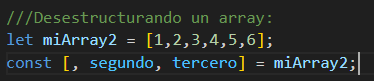 ///Desestructurando un array:
let miArray2 = [1,2,3,4,5,6];
const [, segundo, tercero] = miArray2;